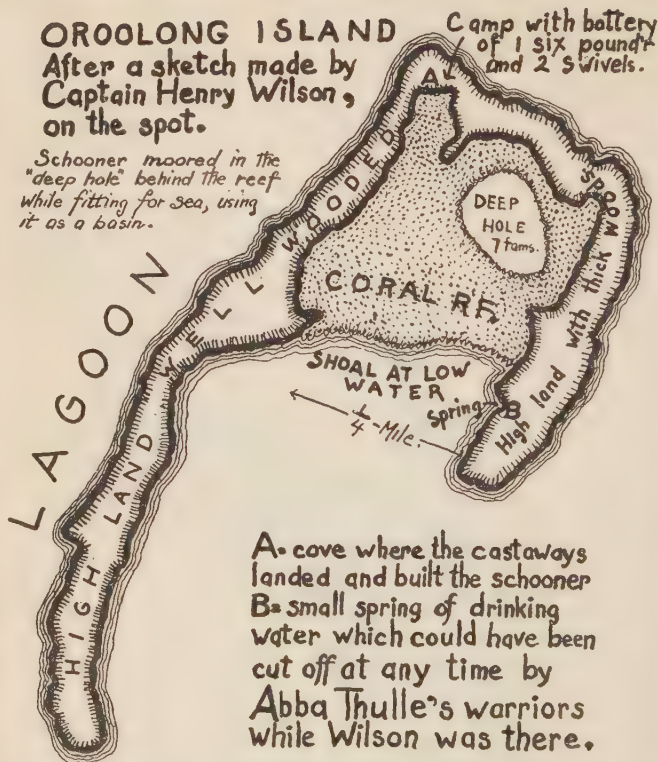 OROOLONG ISLAND
After a sketch made by
Captain Henry Wilson,
on the spot.
Schooner moored in the
"deep hole" behind the reef
while fitting for sea, using
it as a basin.
Camp with battery
of 1 six pound'r
and 2 swivels.
A
LAGOON
HIGH LAND WELL WOODED
DEEP
HOLE
7 fams.
CORAL RF.
High land with thick woods
SHOAL AT LOW
WATER
Spring
B
1/4-Mile.
A= cove where the castaways
landed and built the schooner
B= small spring of drinking
water which could have been
cut off at any time by
Abba Thulle's warriors
while Wilson was there.